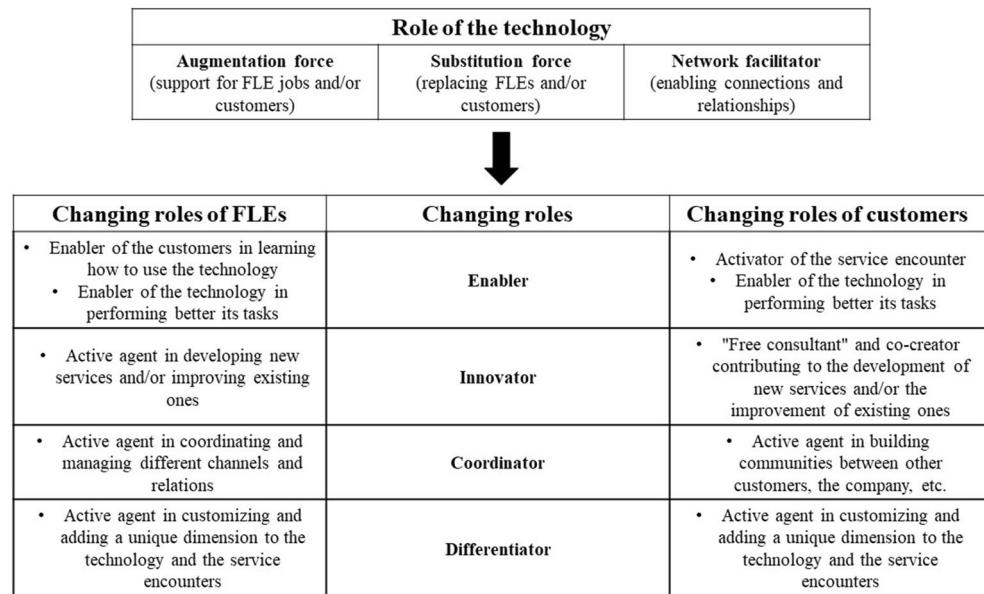 Role of the technology
Augmentation force
(support for FLE jobs and/or
customers)
Substitution force
(replacing FLEs and/or
customers)
Network facilitator
(enabling connections and
relationships)
Changing roles of FLEs
Changing roles
Changing roles of customers
• Enabler of the customers in learning
how to use the technology
• Enabler of the technology in
performing better its tasks
Enabler
• Activator of the service encounter
• Enabler of the technology in
performing better its tasks
• Active agent in developing new
services and/or improving existing
ones
Innovator
• "Free consultant" and co-creator
contributing to the development of
new services and/or the
improvement of existing ones
• Active agent in coordinating and
managing different channels and
relations
Coordinator
• Active agent in building
communities between other
customers, the company, etc.
• Active agent in customizing and
adding a unique dimension to the
technology and the service
encounters
Differentiator
• Active agent in customizing and
adding a unique dimension to the
technology and the service
encounters